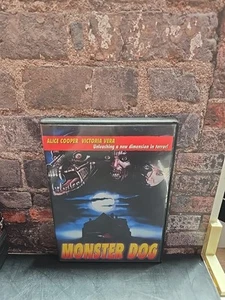 ALICE COOPER VICTORIA VERA
Unleashing a new dimension in terror!
MONSTER DOG